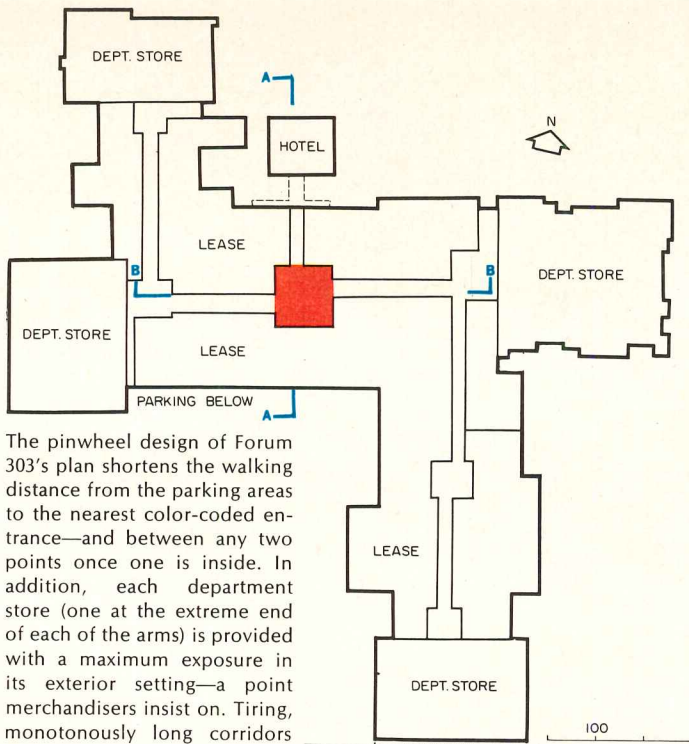 DEPT. STORE
A
HOTEL
N
LEASE
B
B
DEPT. STORE
DEPT. STORE
LEASE
PARKING BELOW
A
The pinwheel design of Forum
303's plan shortens the walking
distance from the parking areas
to the nearest color-coded en-
trance—and between any two
points once one is inside. In
addition, each department
store (one at the extreme end
of each of the arms) is provided
with a maximum exposure in
its exterior setting—a point
merchandisers insist on. Tiring,
monotonously long corridors
LEASE
DEPT. STORE
100